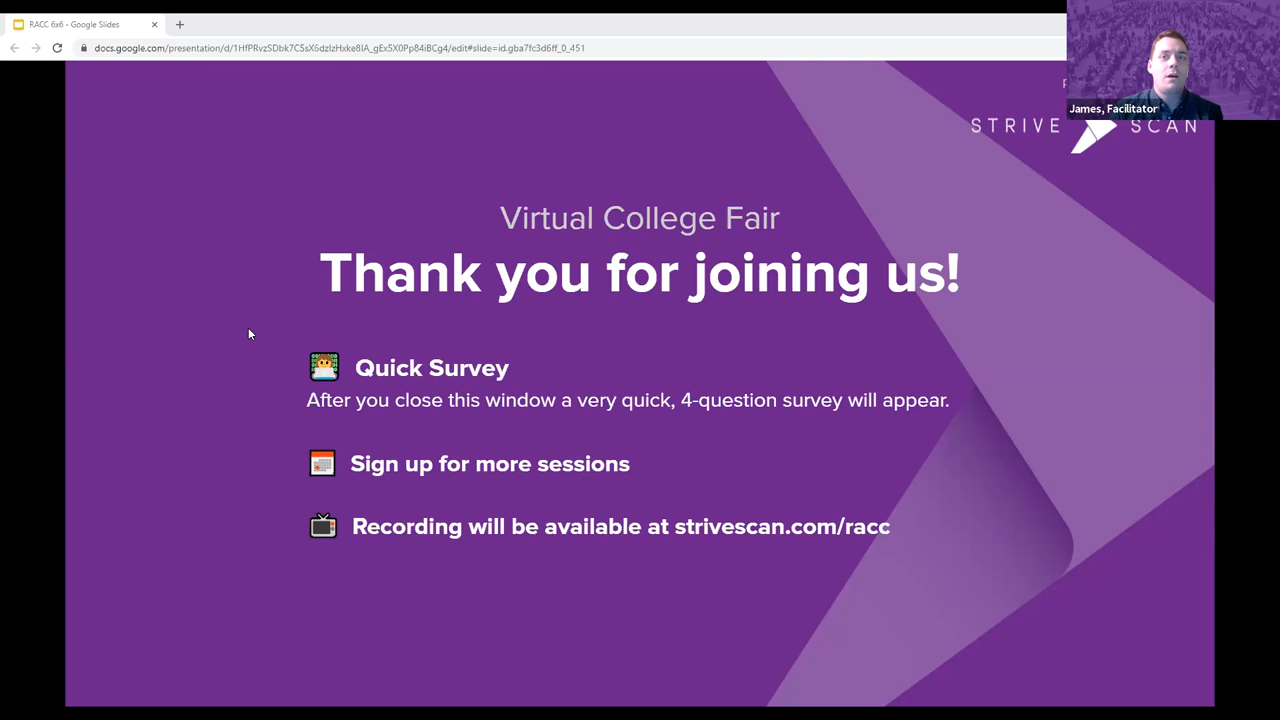 RACC 6x6 - Google Slides
docs.google.com/presentation/d/1HfPRvzSDbk7C5sX6dzlzHxke8lA_gEx5X0Pp84iBCg4/edit#slide=id.gba7fc3d6ff_0_451
James, Facilitator
STRIVE SCAN
Virtual College Fair
Thank you for joining us!
Quick Survey
After you close this window a very quick, 4-question survey will appear.
Sign up for more sessions
Recording will be available at strivescan.com/racc